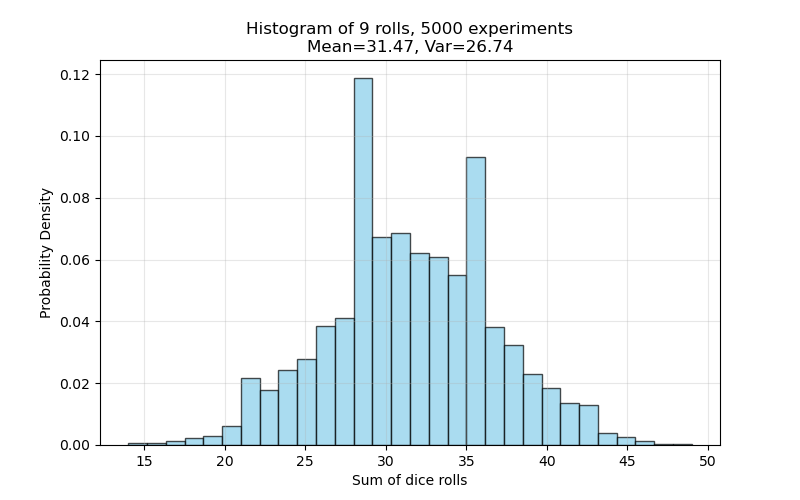 Histogram of 9 rolls, 5000 experiments
Mean=31.47, Var=26.74
Probability Density
0.12
0.10
0.08
0.06
0.04
0.02
0.00
15 20 25 30 35 40 45 50
Sum of dice rolls